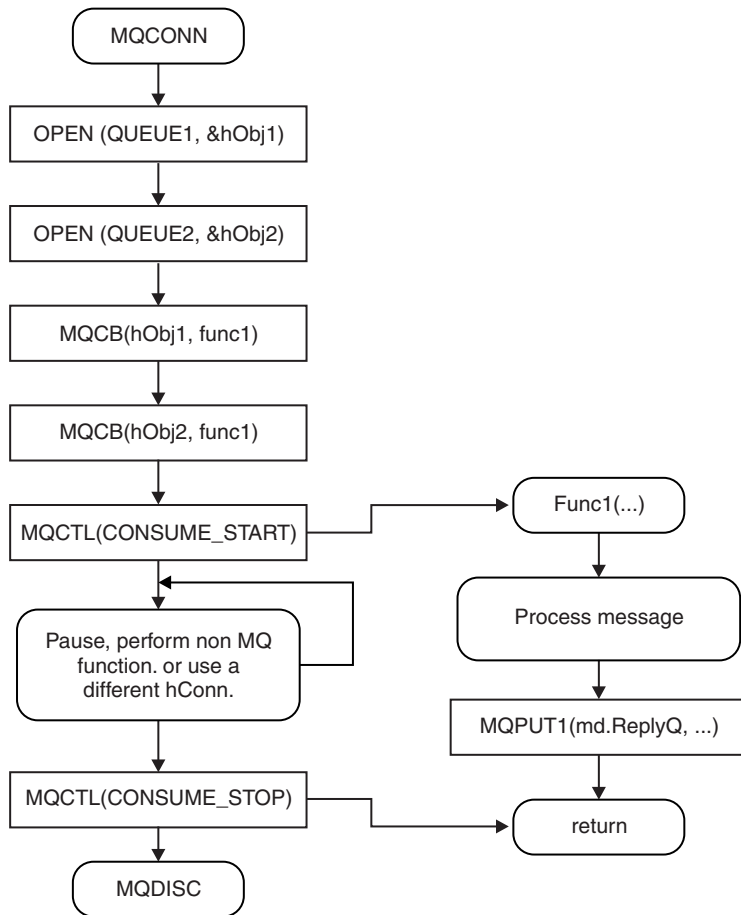 MQCONN
OPEN (QUEUE1, &hObj1)
OPEN (QUEUE2, &hObj2)
MQCB(hObj1, func1)
MQCB(hObj2, func1)
MQCTL(CONSUME_START)
Pause, perform non MQ
function. or use a
different hConn.
MQCTL(CONSUME_STOP)
MQDISC
Func1(...)
Process message
MQPUT1(md.ReplyQ, ...)
return